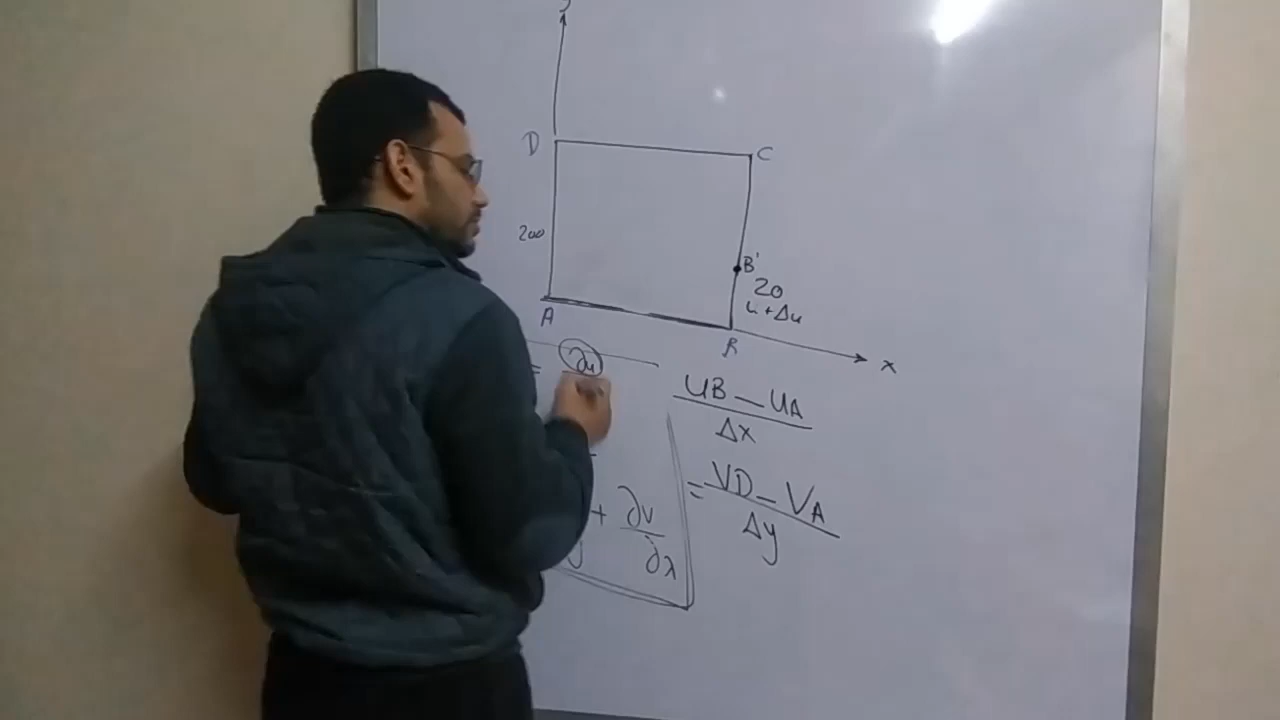 y
D C
200
B'
20
u + Δu
A
B
x
= ∂u
UB - UA
Δx
= VD - VA
Δy
+ ∂v
y ∂x